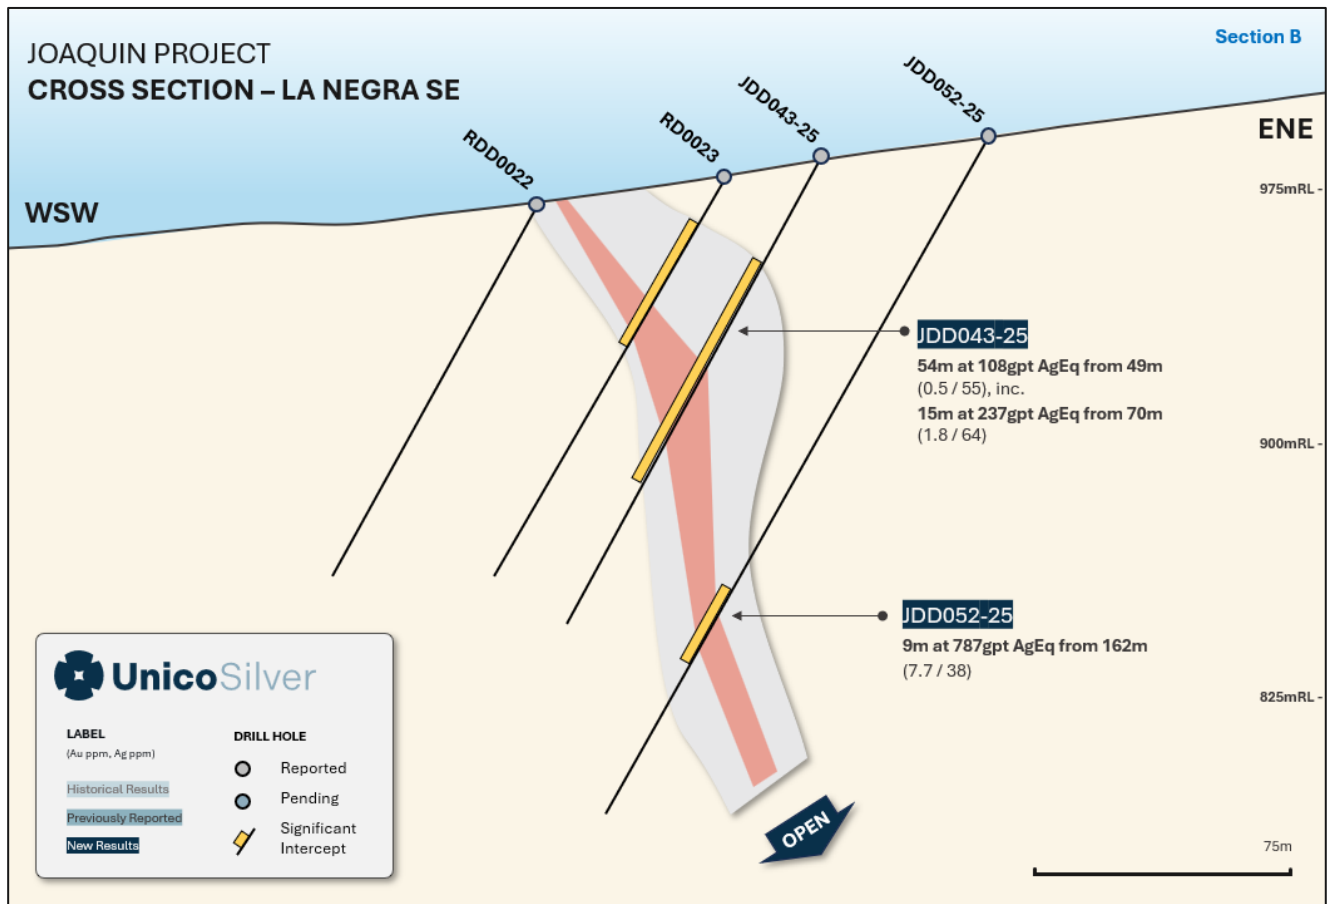 JOAQUIN PROJECT
CROSS SECTION – LA NEGRA SE
Section B
JDD052-25
JDD043-25
RD0023
RDD0022
ENE
WSW
975mRL
JDD043-25
54m at 108gpt AgEq from 49m
(0.5 / 55), inc.
15m at 237gpt AgEq from 70m
(1.8 / 64)
900mRL
JDD052-25
9m at 787gpt AgEq from 162m
(7.7 / 38)
825mRL
UnicoSilver
LABEL
(Au ppm, Ag ppm)
Historical Results
Previously Reported
New Results
DRILL HOLE
Reported
Pending
Significant
Intercept
OPEN
75m